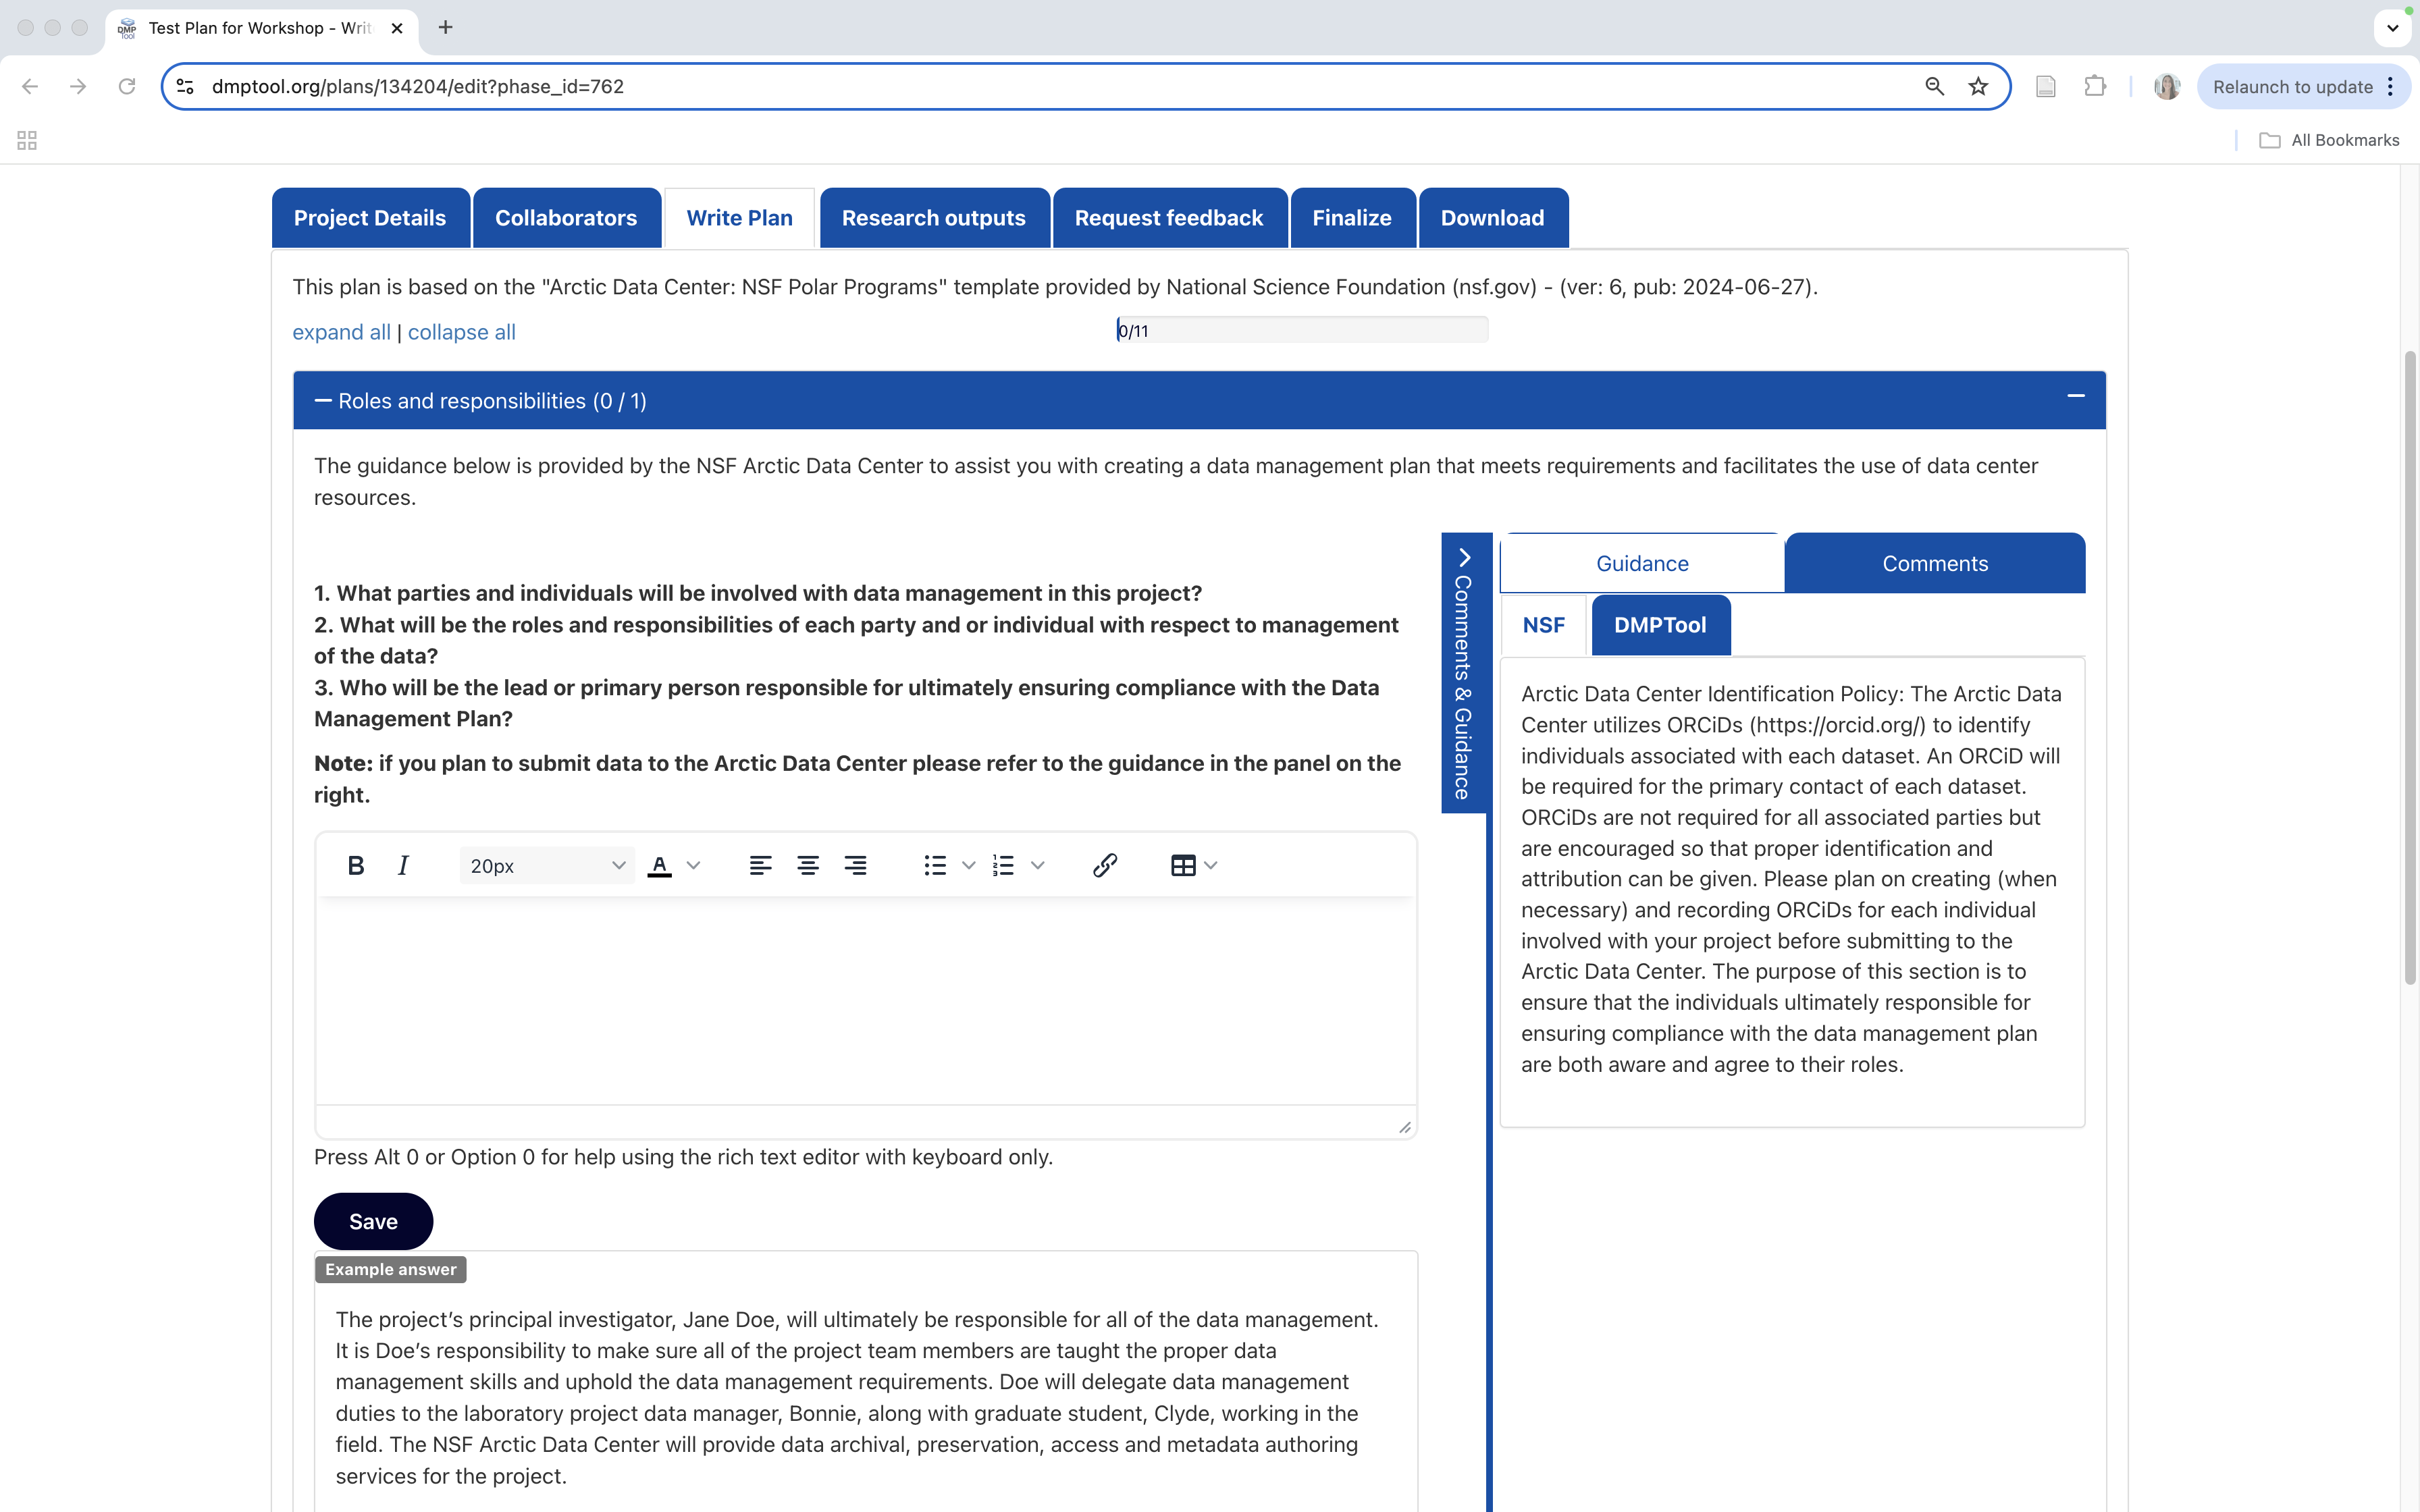 Test Plan for Workshop - Writ
dmptool.org/plans/134204/edit?phase_id=762
Relaunch to update
All Bookmarks
Project Details
Collaborators
Write Plan
Research outputs
Request feedback
Finalize
Download
This plan is based on the "Arctic Data Center: NSF Polar Programs" template provided by National Science Foundation (nsf.gov) - (ver: 6, pub: 2024-06-27).
expand all | collapse all
0/11
Roles and responsibilities (0 / 1)
The guidance below is provided by the NSF Arctic Data Center to assist you with creating a data management plan that meets requirements and facilitates the use of data center
resources.
1. What parties and individuals will be involved with data management in this project?
2. What will be the roles and responsibilities of each party and or individual with respect to management
of the data?
3. Who will be the lead or primary person responsible for ultimately ensuring compliance with the Data
Management Plan?
Note: if you plan to submit data to the Arctic Data Center please refer to the guidance in the panel on the
right.
B I 20px A
Press Alt 0 or Option 0 for help using the rich text editor with keyboard only.
Save
Example answer
The project’s principal investigator, Jane Doe, will ultimately be responsible for all of the data management.
It is Doe’s responsibility to make sure all of the project team members are taught the proper data
management skills and uphold the data management requirements. Doe will delegate data management
duties to the laboratory project data manager, Bonnie, along with graduate student, Clyde, working in the
field. The NSF Arctic Data Center will provide data archival, preservation, access and metadata authoring
services for the project.
Comments & Guidance
Guidance
Comments
NSF
DMPTool
Arctic Data Center Identification Policy: The Arctic Data
Center utilizes ORCiDs (https://orcid.org/) to identify
individuals associated with each dataset. An ORCiD will
be required for the primary contact of each dataset.
ORCiDs are not required for all associated parties but
are encouraged so that proper identification and
attribution can be given. Please plan on creating (when
necessary) and recording ORCiDs for each individual
involved with your project before submitting to the
Arctic Data Center. The purpose of this section is to
ensure that the individuals ultimately responsible for
ensuring compliance with the data management plan
are both aware and agree to their roles.